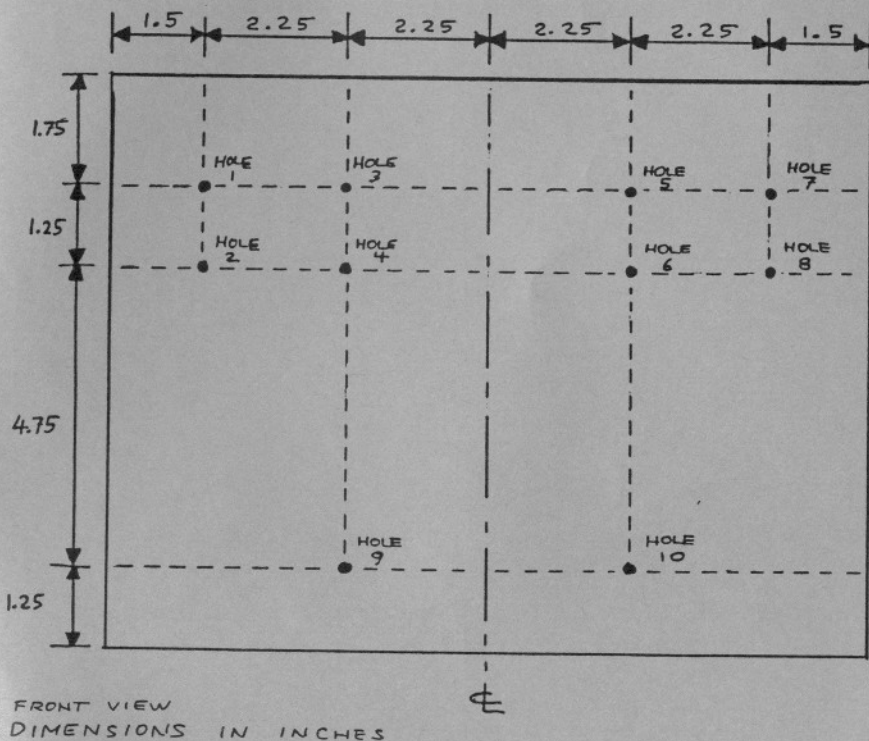 1.5 2.25 2.25 2.25 2.25 1.5
1.75
HOLE 1
HOLE 3
HOLE 5
HOLE 7
1.25
HOLE 2
HOLE 4
HOLE 6
HOLE 8
4.75
HOLE 9
HOLE 10
1.25
℄
FRONT VIEW
DIMENSIONS IN INCHES